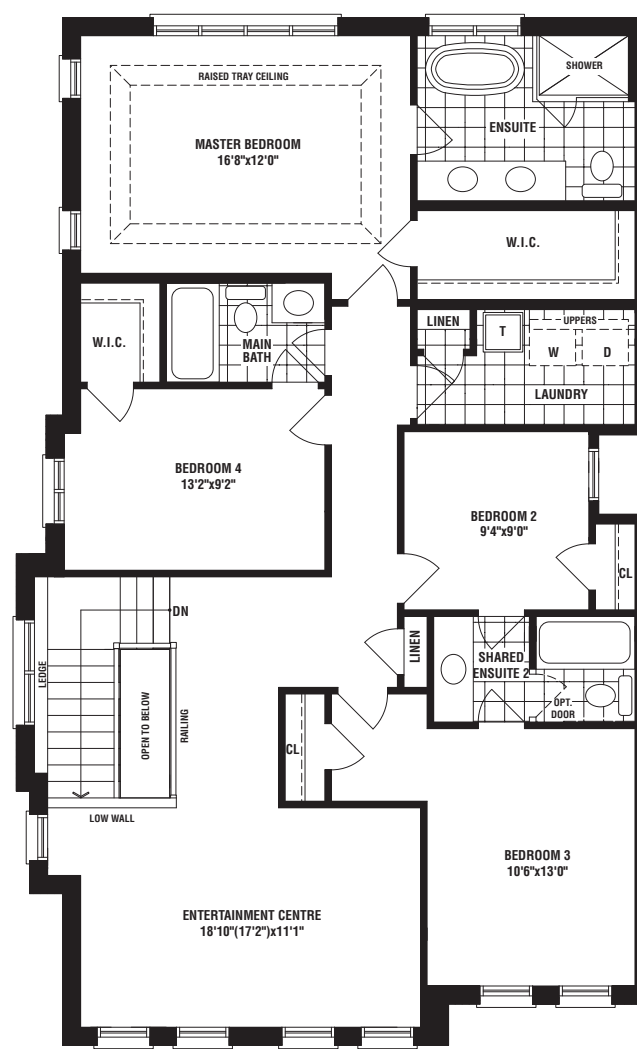 RAISED TRAY CEILING
MASTER BEDROOM
16'8"x12'0"
SHOWER
ENSUITE
W.I.C.
W.I.C.
MAIN
BATH
LINEN
T
UPPERS
W
D
LAUNDRY
BEDROOM 4
13'2"x9'2"
BEDROOM 2
9'4"x9'0"
CL
DN
LEDGE
OPEN TO BELOW
RAILING
LINEN
SHARED
ENSUITE 2
OPT.
DOOR
CL
LOW WALL
BEDROOM 3
10'6"x13'0"
ENTERTAINMENT CENTRE
18'10"(17'2")x11'1"